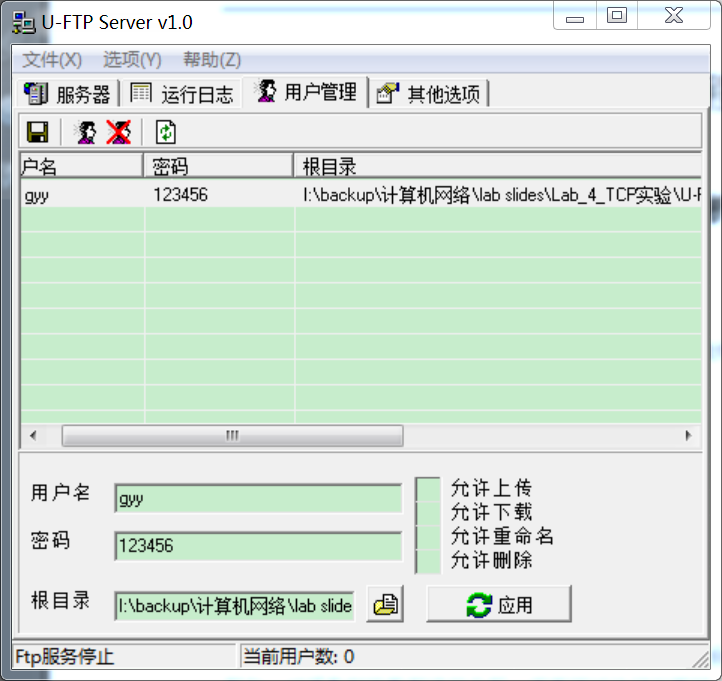 U-FTP Server v1.0
文件(X) 选项(Y) 帮助(Z)
服务器 运行日志 用户管理 其他选项
户名 密码 根目录
gyy 123456 I:\backup\计算机网络\lab slides\Lab_4_TCP实验\U-F
用户名 gyy
密码 123456
根目录 I:\backup\计算机网络\lab slide
允许上传
允许下载
允许重命名
允许删除
应用
Ftp服务停止 当前用户数: 0